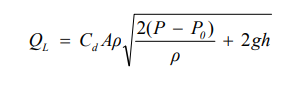 Q_L = C_d Aρ √(2(P − P_0)/ρ + 2gh)